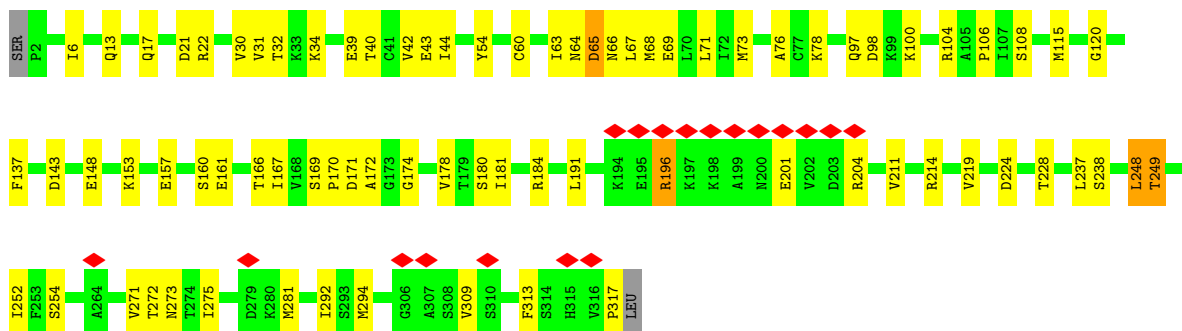 SER P2 I6 Q13 Q17 D21 R22 V30 V31 T32 K33 K34 E39 T40 C41 V42 E43 I44 Y54 C60 I63 N64 D65 N66 L67 M68 E69 L70 L71 I72 M73 A76 C77 K78 Q97 D98 K99 K100 R104 A105 P106 I107 S108 M115 G120
F137 D143 E148 K153 E157 S160 E161 T166 I167 V168 S169 P170 D171 A172 G173 G174 V178 T179 S180 I181 R184 L191 K194 E195 R196 K197 K198 A199 N200 E201 V202 D203 R204 V211 R214 V219 D224 T228 L237 S238 L248 T249
I252 F253 S254 A264 V271 T272 N273 T274 I275 D279 K280 M281 I292 S293 M294 G306 A307 S308 V309 S310 F313 S314 H315 V316 P317 LEU